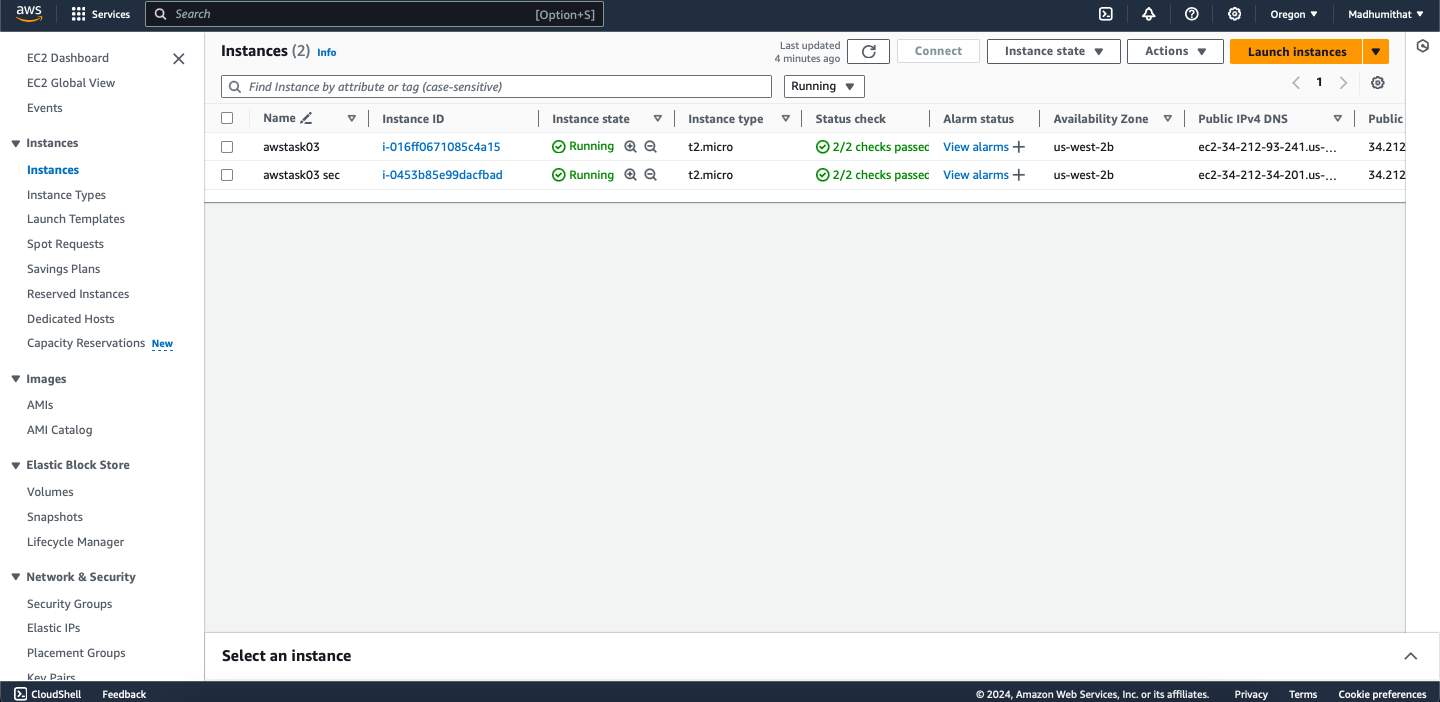 aws Services Search [Option+S] Oregon Madhumithat
EC2 Dashboard
EC2 Global View
Events
Instances
Instances
Instance Types
Launch Templates
Spot Requests
Savings Plans
Reserved Instances
Dedicated Hosts
Capacity Reservations New
Images
AMIs
AMI Catalog
Elastic Block Store
Volumes
Snapshots
Lifecycle Manager
Network & Security
Security Groups
Elastic IPs
Placement Groups
Key Pairs
Instances (2) Info
Last updated
4 minutes ago
Connect Instance state Actions Launch instances
Find Instance by attribute or tag (case-sensitive) Running 1
Name Instance ID Instance state Instance type Status check Alarm status Availability Zone Public IPv4 DNS Public
awstask03 i-016ff0671085c4a15 Running t2.micro 2/2 checks passed View alarms + us-west-2b ec2-34-212-93-241.us-... 34.212
awstask03 sec i-0453b85e99dacfbad Running t2.micro 2/2 checks passed View alarms + us-west-2b ec2-34-212-34-201.us-... 34.212
Select an instance
CloudShell Feedback © 2024, Amazon Web Services, Inc. or its affiliates. Privacy Terms Cookie preferences